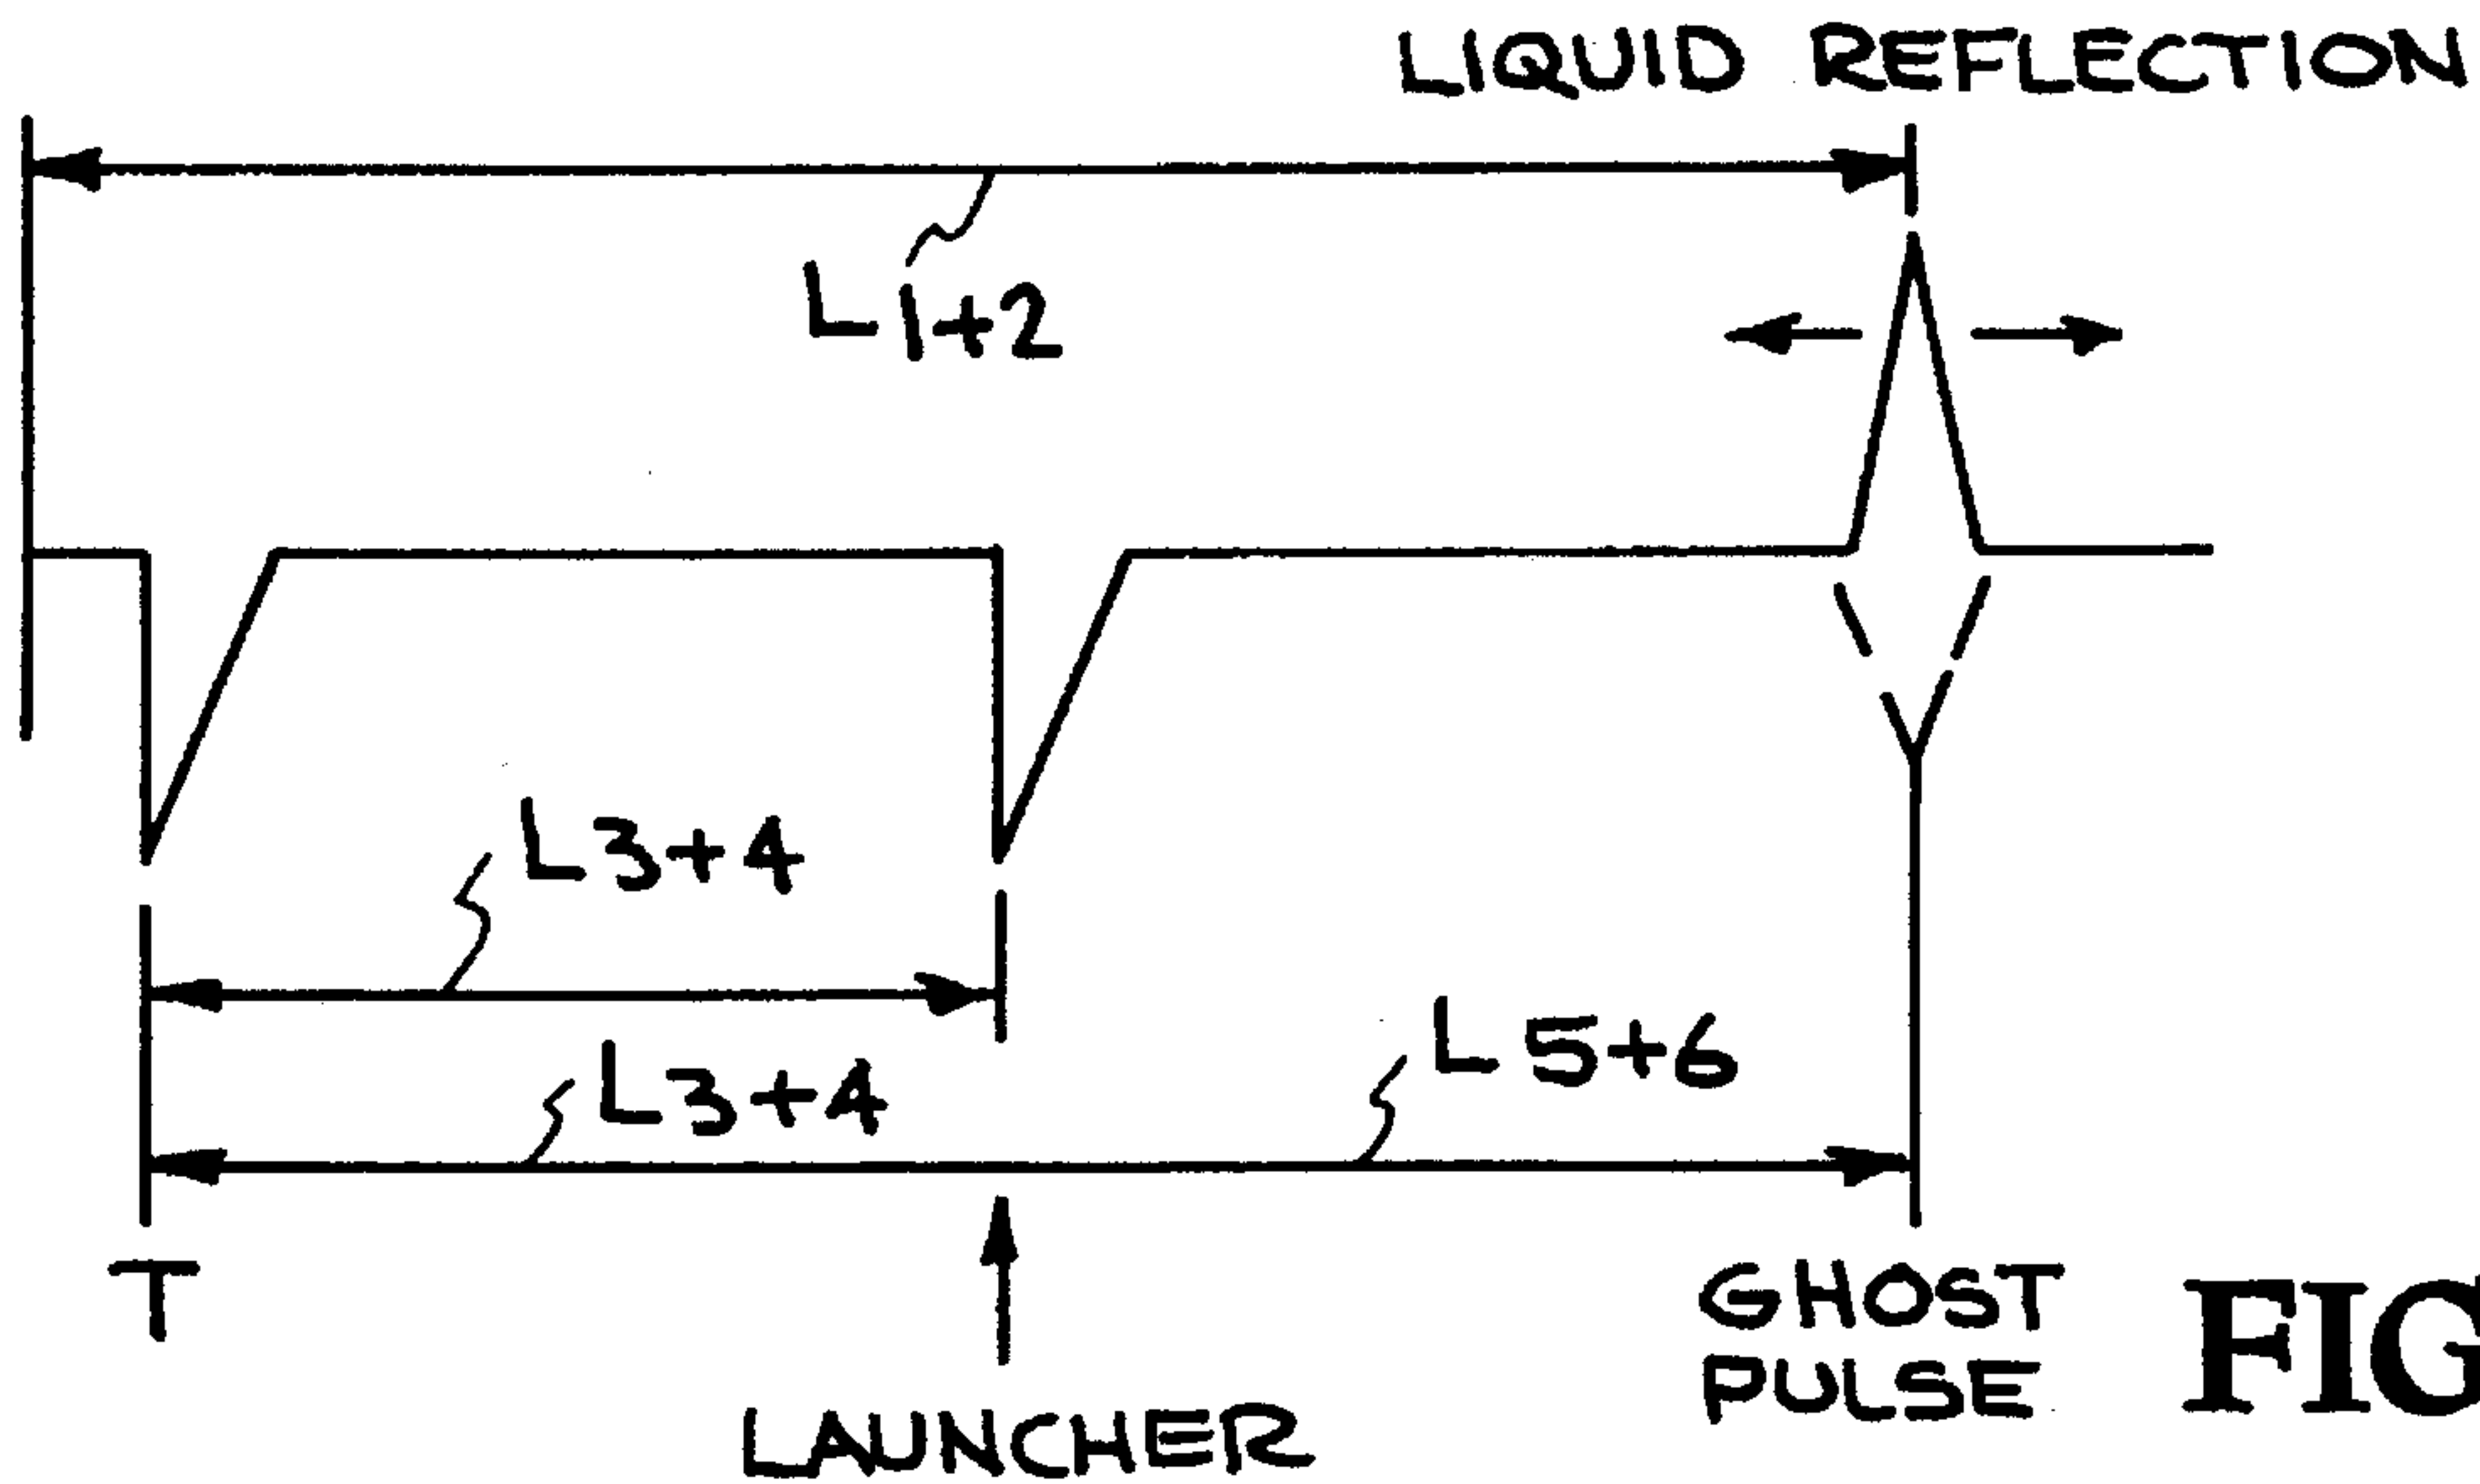 LIQUID REFLECTION
L1+2
L3+4
L3+4
L5+6
T
LAUNCHER
GHOST
PULSE
FIG